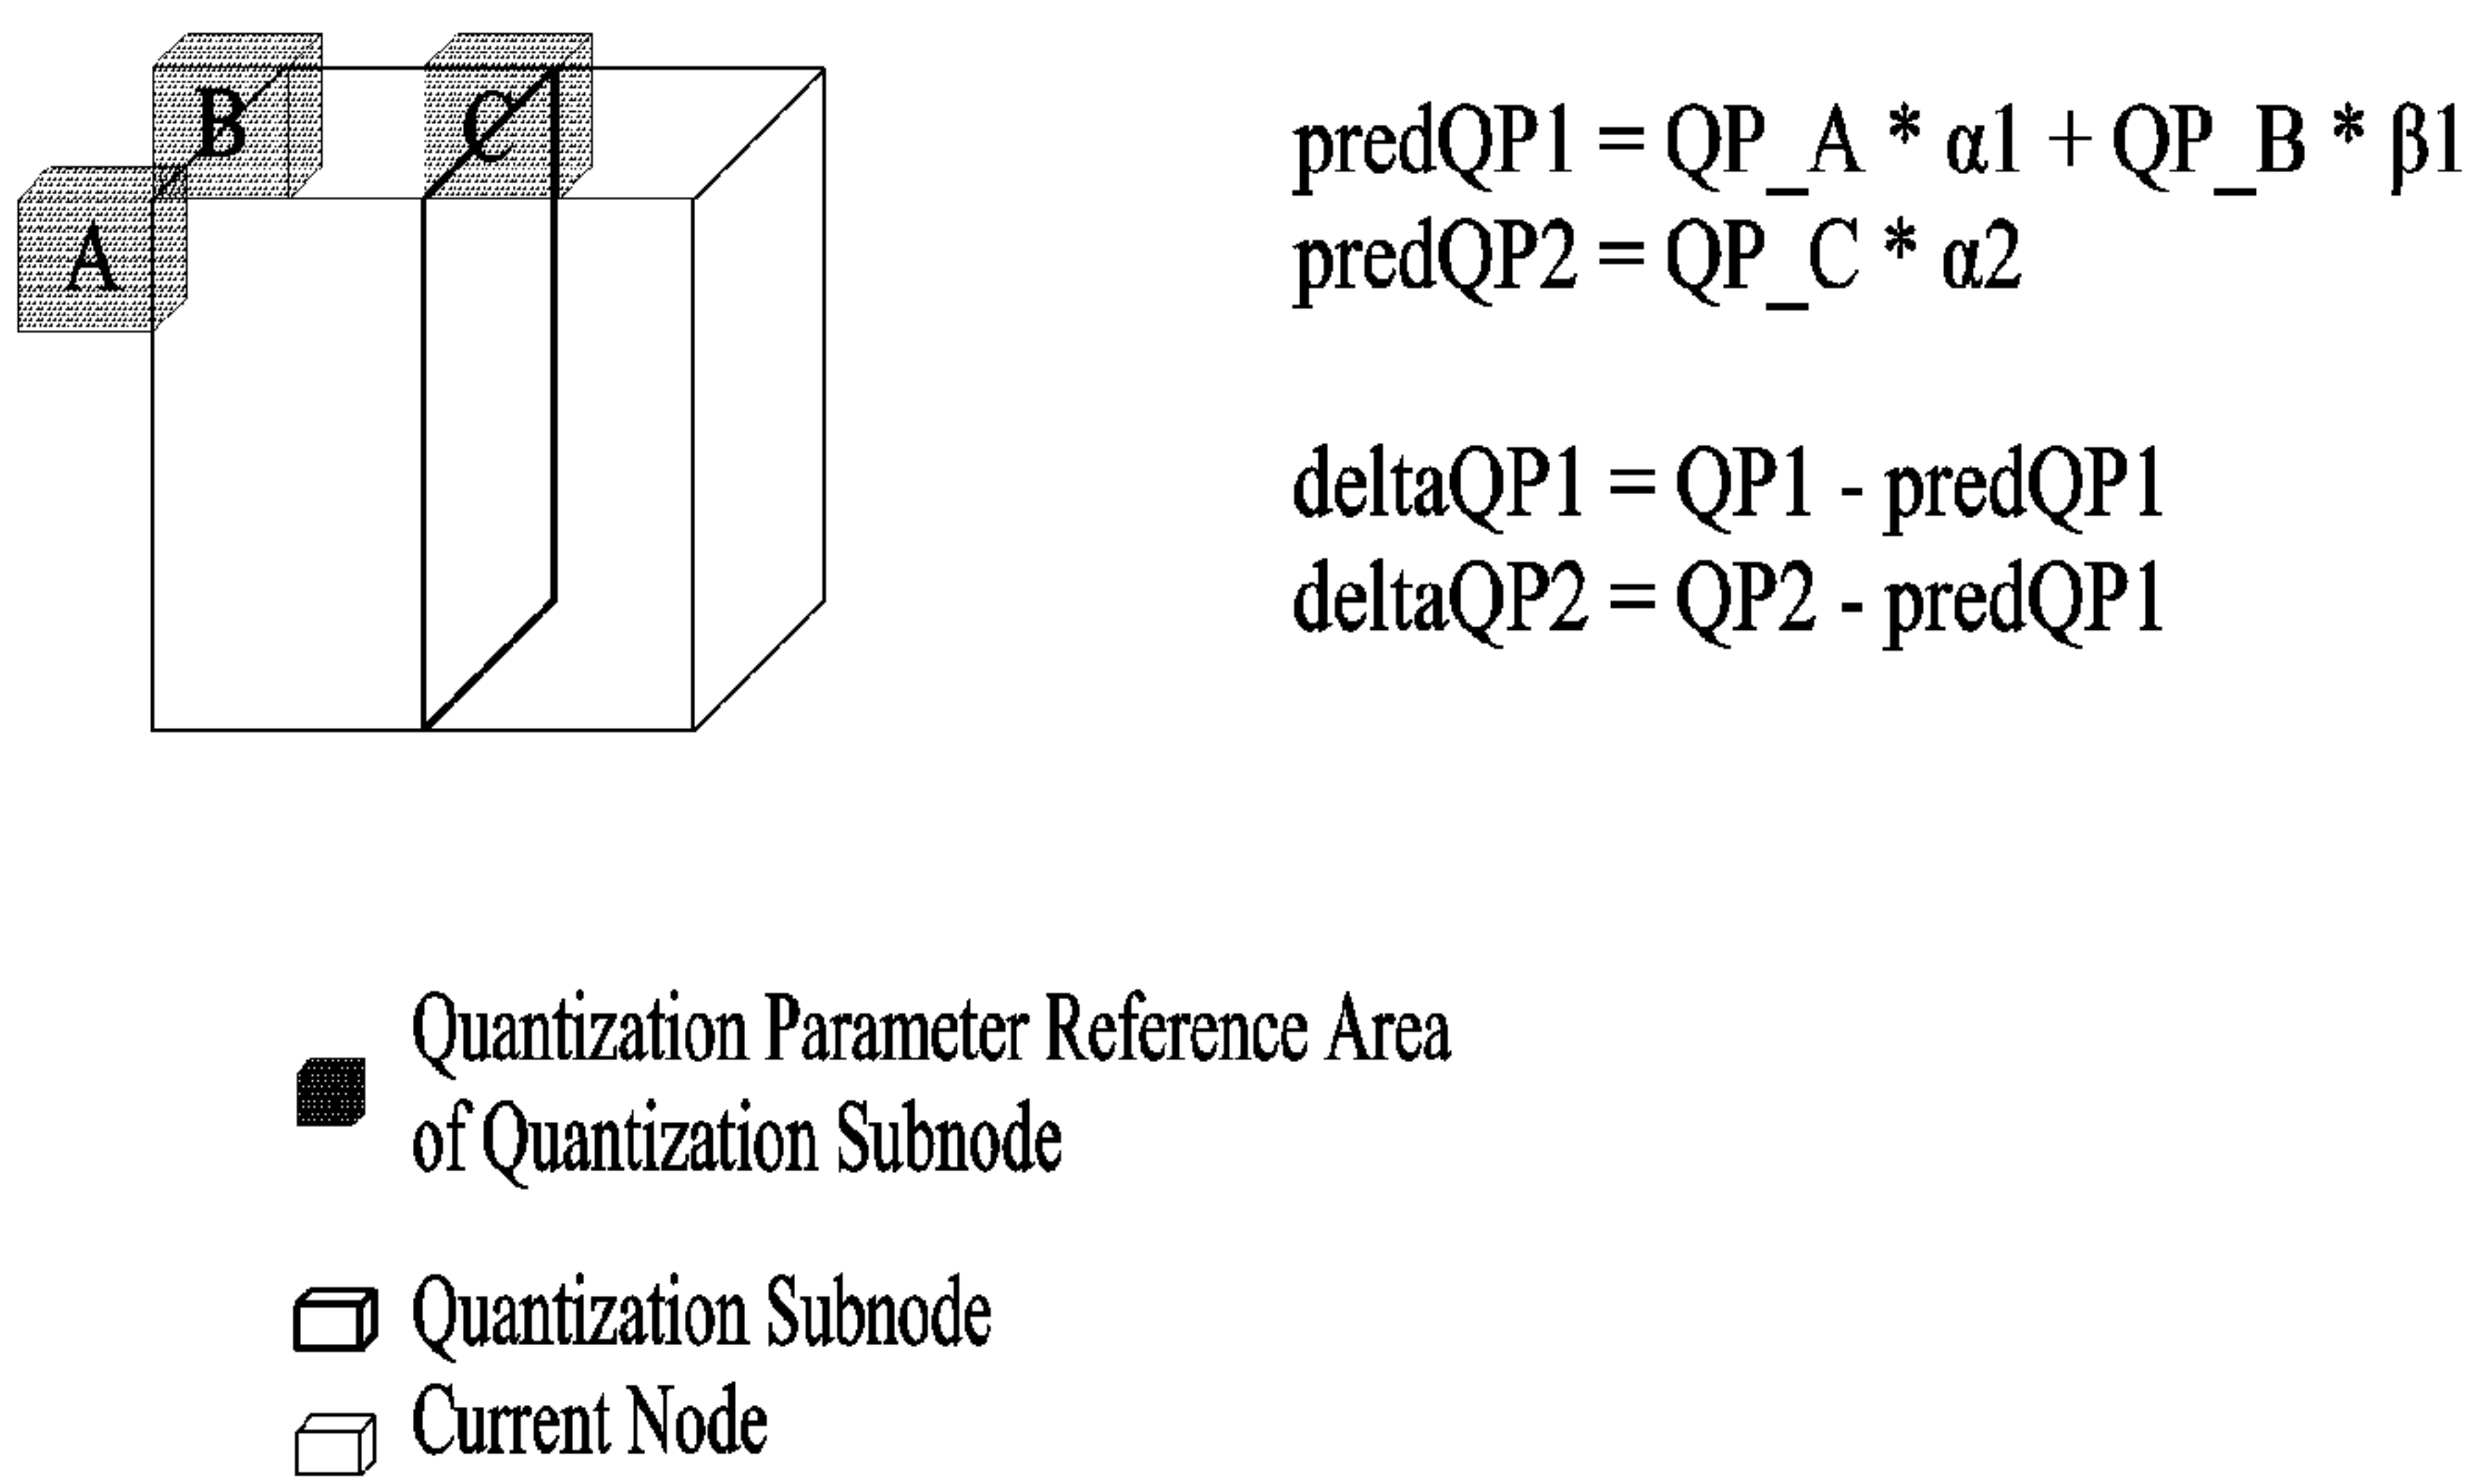 B
C
A
predQP1 = QP_A * α1 + QP_B * β1
predQP2 = QP_C * α2
deltaQP1 = QP1 - predQP1
deltaQP2 = QP2 - predQP1
Quantization Parameter Reference Area
of Quantization Subnode
Quantization Subnode
Current Node